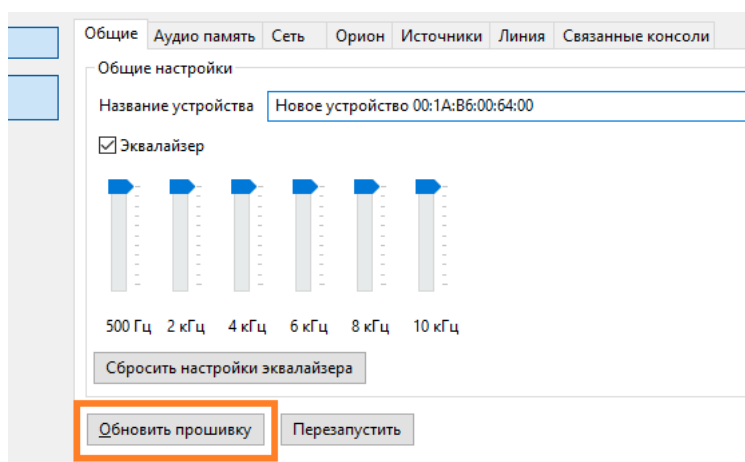 Общие Аудио память Сеть Орион Источники Линия Связанные консоли
Общие настройки
Название устройства Новое устройство 00:1A:B6:00:64:00
Эквалайзер
500 Гц 2 кГц 4 кГц 6 кГц 8 кГц 10 кГц
Сбросить настройки эквалайзера
Обновить прошивку Перезапустить